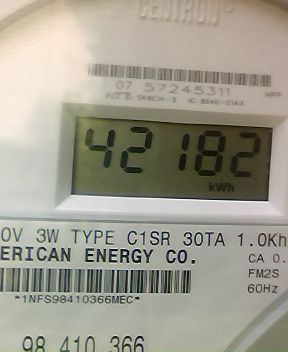 CENTRON
07 57245311
42182
kWh
0V 3W TYPE C1SR 30TA 1.0Kh
ERICAN ENERGY CO.
CA 0.
FM2S
*1NFS98410366MEC*
60Hz
98 410 366